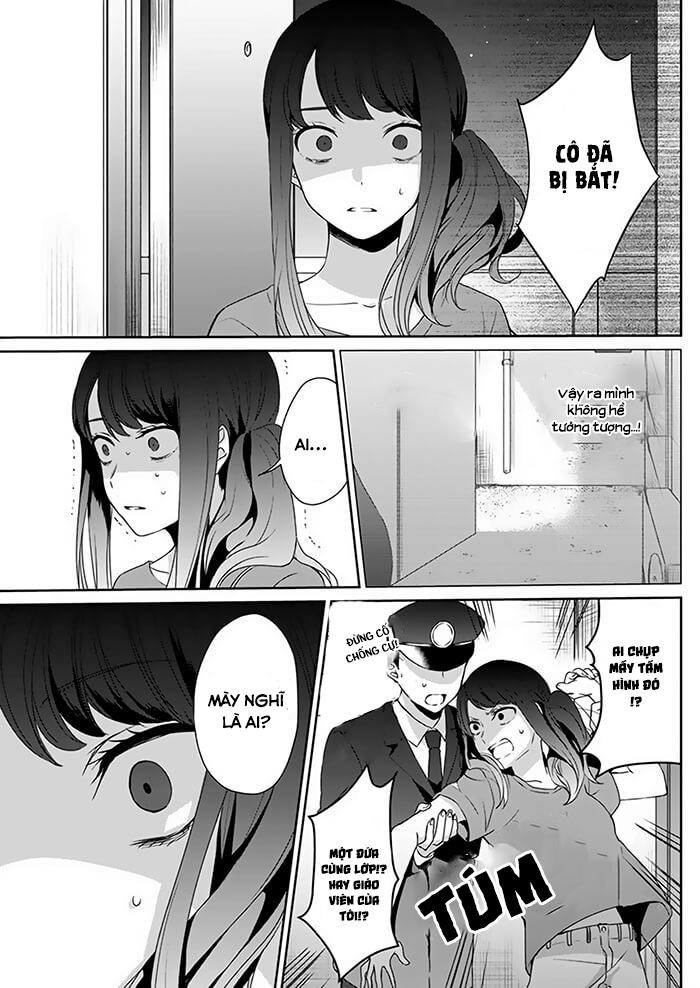 CÔ ĐÃ
BỊ BẮT!
Vậy ra mình
không hề
tưởng tượng...!
AI...
AI CHỤP
MẤY TẤM
HÌNH ĐÓ
!?
ĐỪNG CỐ
CHỐNG CỰ!
MỘT ĐỨA
CÙNG LỚP!?
HAY GIÁO
VIÊN CỦA
TÔI!?
TÚM
MÀY NGHĨ
LÀ AI?